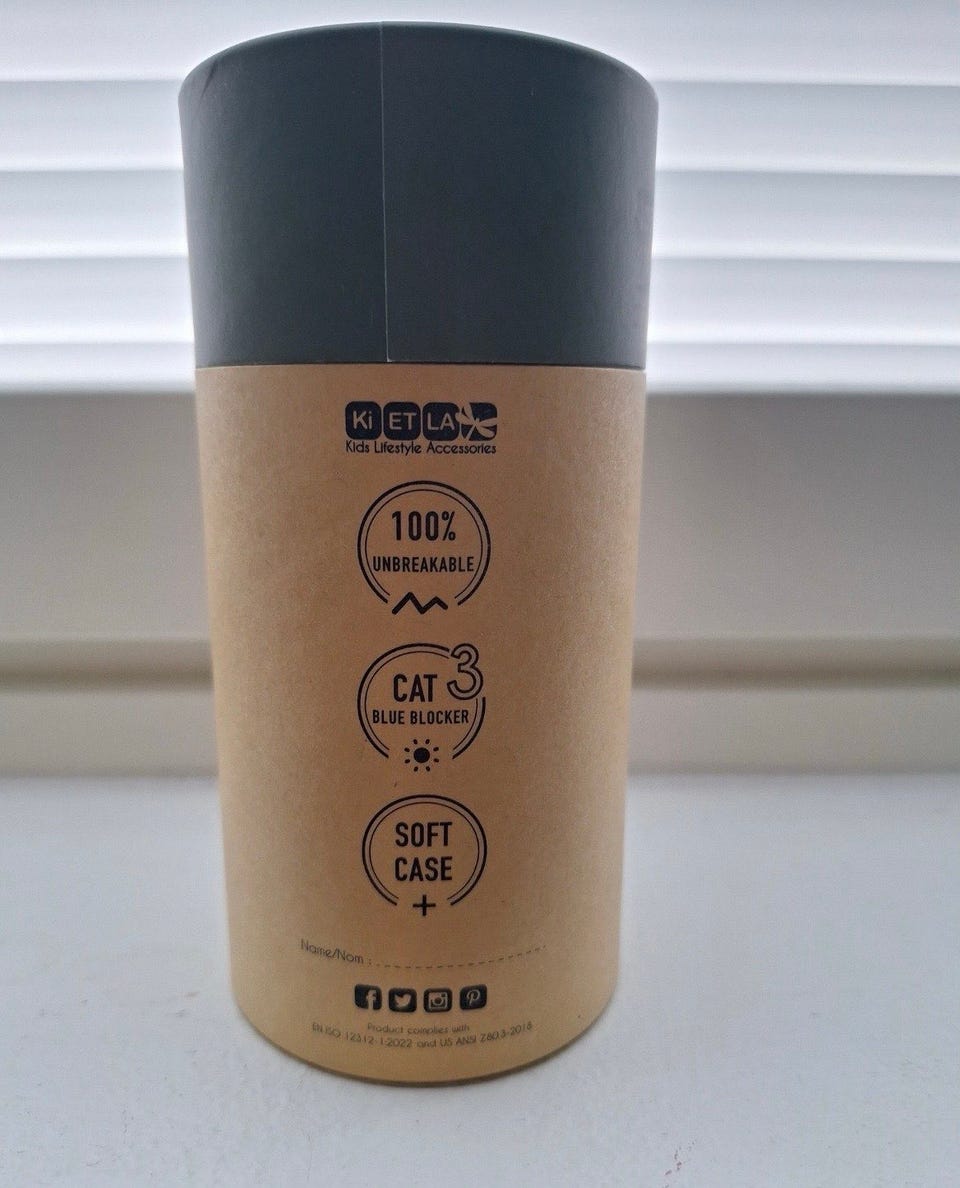 Ki ET LA
Kids Lifestyle Accessories
100%
UNBREAKABLE
CAT 3
BLUE BLOCKER
SOFT
CASE
+
Name/Nom :
Product complies with
EN ISO 12312-1:2022 and US ANSI Z80.3-2018